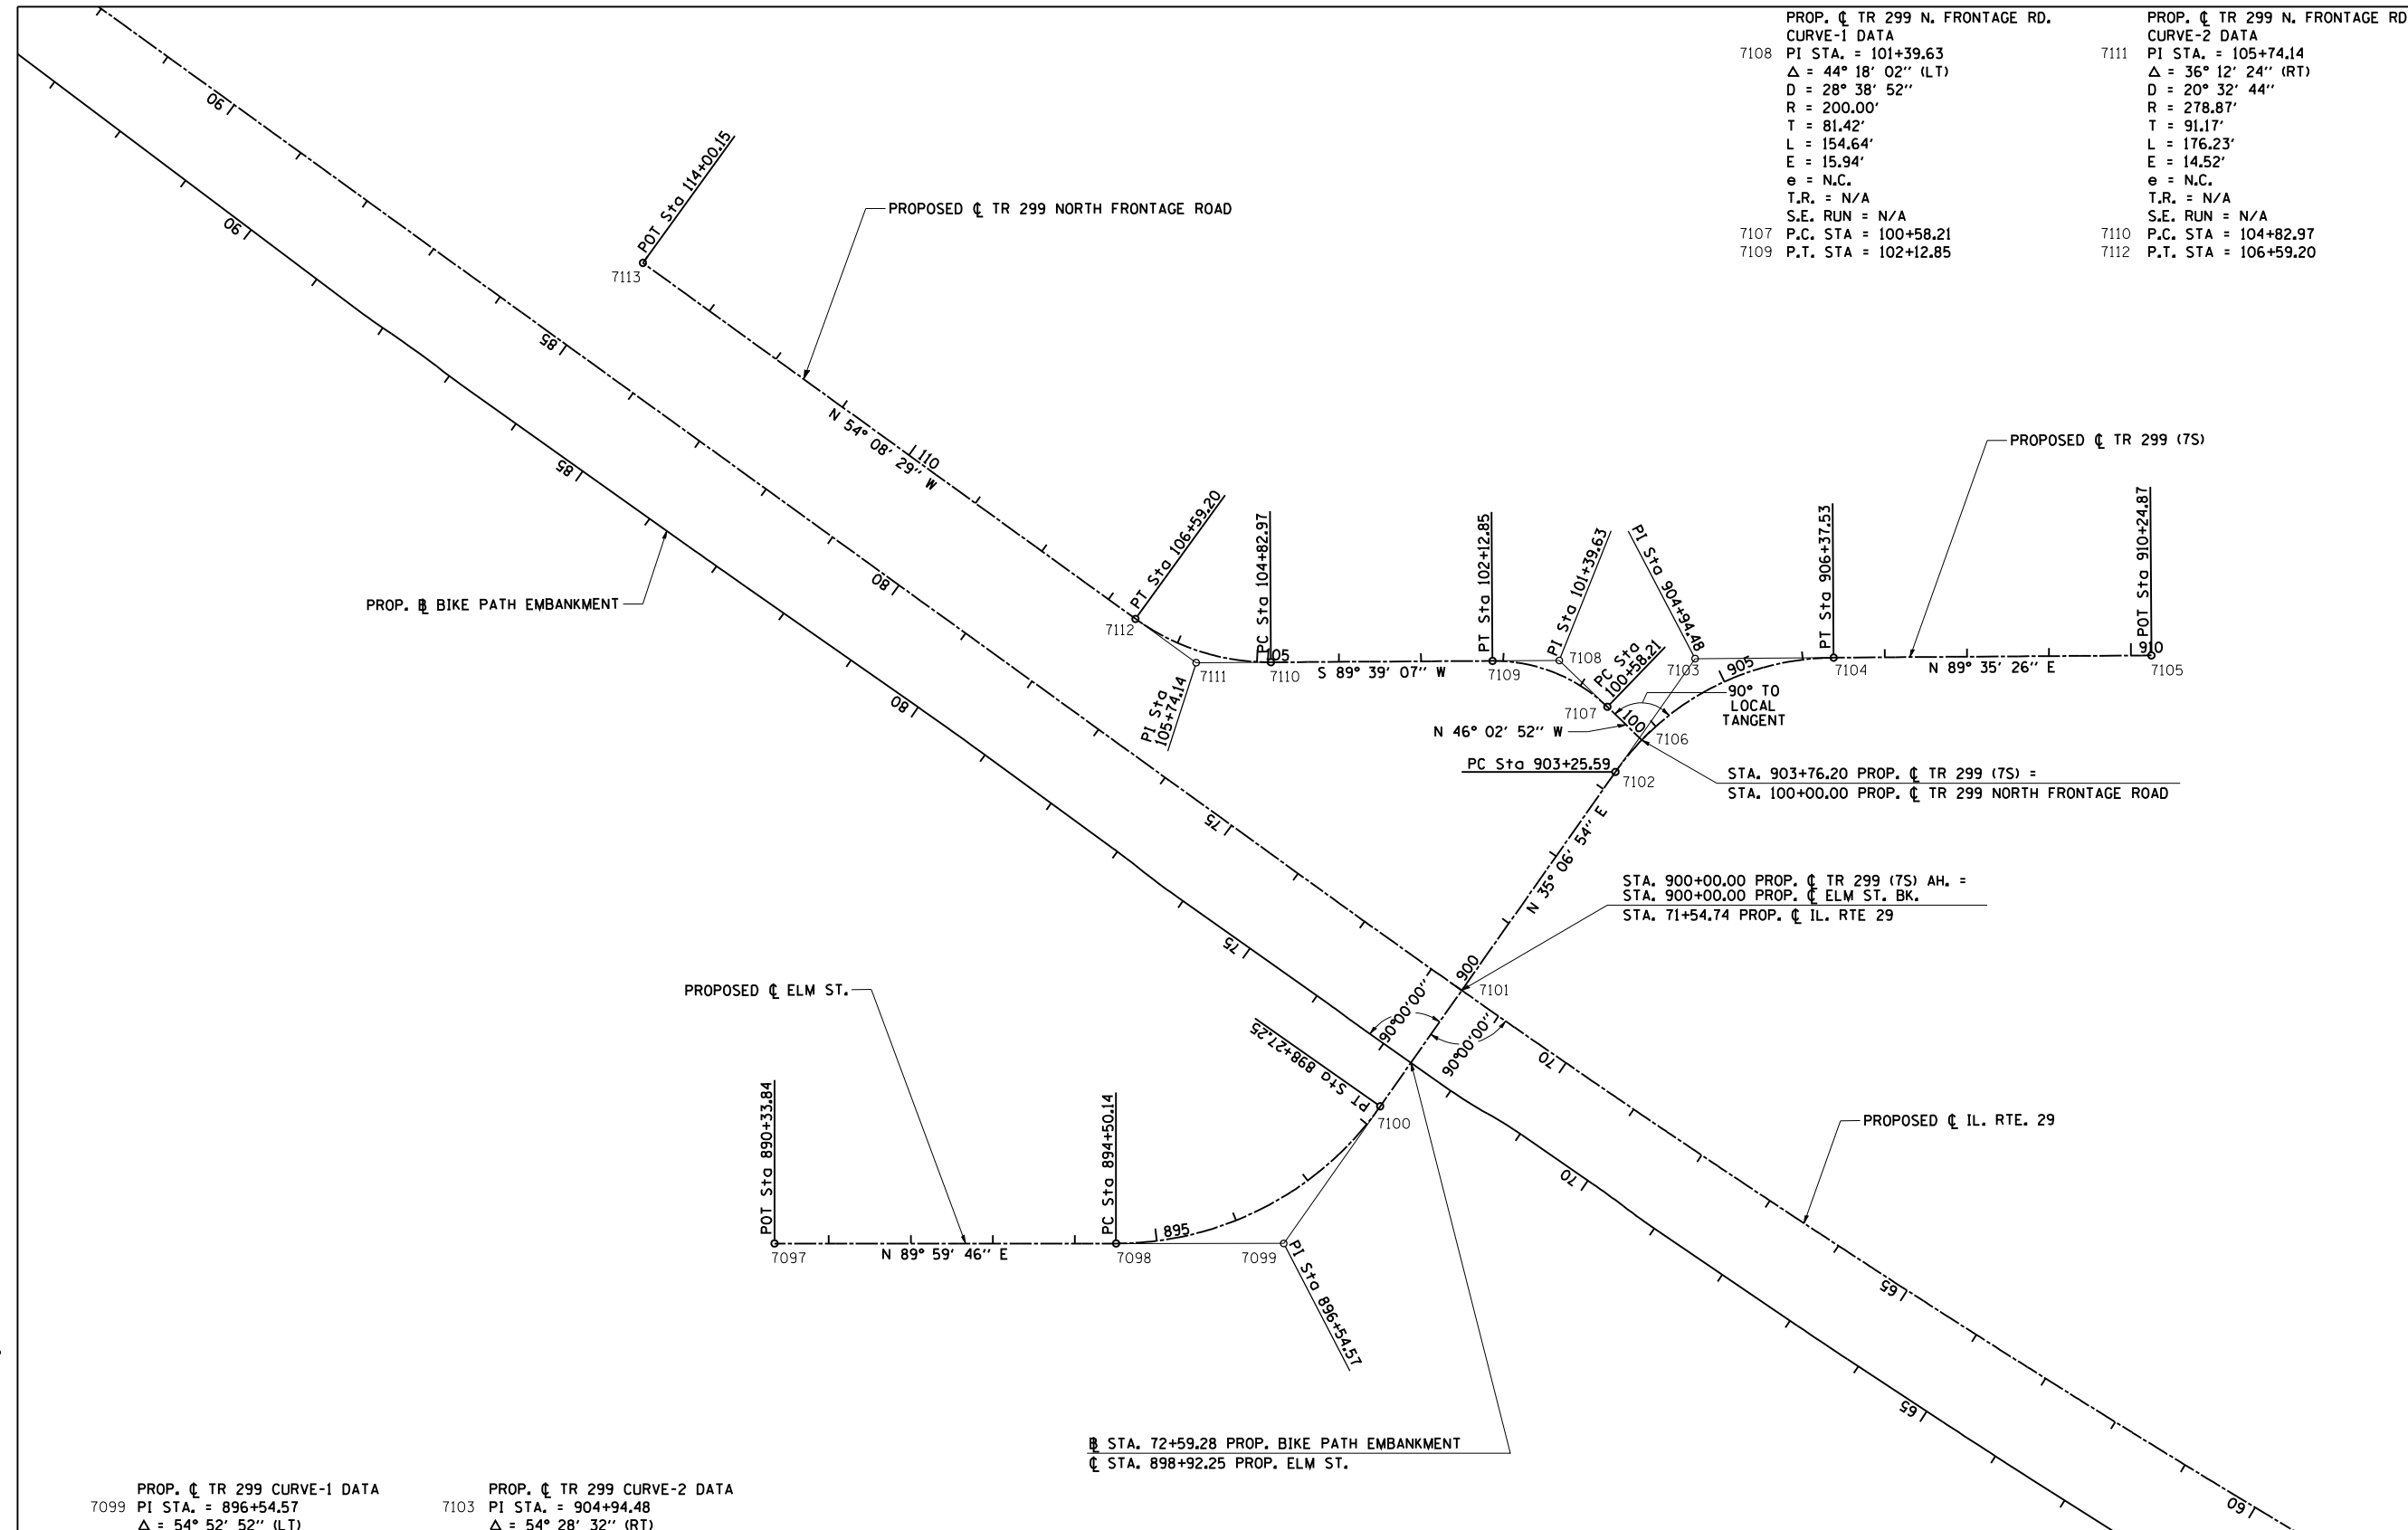 PROP. ℄ TR 299 N. FRONTAGE RD.
CURVE-1 DATA
7108 PI STA. = 101+39.63
Δ = 44° 18' 02'' (LT)
D = 28° 38' 52''
R = 200.00'
T = 81.42'
L = 154.64'
E = 15.94'
e = N.C.
T.R. = N/A
S.E. RUN = N/A
7107 P.C. STA = 100+58.21
7109 P.T. STA = 102+12.85
PROP. ℄ TR 299 N. FRONTAGE RD
CURVE-2 DATA
7111 PI STA. = 105+74.14
Δ = 36° 12' 24'' (RT)
D = 20° 32' 44''
R = 278.87'
T = 91.17'
L = 176.23'
E = 14.52'
e = N.C.
T.R. = N/A
S.E. RUN = N/A
7110 P.C. STA = 104+82.97
7112 P.T. STA = 106+59.20
90
90
POT Sta 114+00.15
7113
PROPOSED ℄ TR 299 NORTH FRONTAGE ROAD
85
85
N 54° 08' 29'' W
110
PROPOSED ℄ TR 299 (7S)
PROP. ⅊ BIKE PATH EMBANKMENT
80
80
PT Sta 106+59.20
7112
PC Sta 104+82.97
105
7111
7110
PI Sta
105+74.14
S 89° 39' 07'' W
PT Sta 102+12.85
7109
PI Sta 101+39.63
7108
PC Sta
100+58.21
7107
PI Sta 904+94.48
7103
905
PT Sta 906+37.53
7104
N 89° 35' 26'' E
POT Sta 910+24.87
910
7105
90° TO
LOCAL
TANGENT
100
N 46° 02' 52'' W
7106
PC Sta 903+25.59
7102
STA. 903+76.20 PROP. ℄ TR 299 (7S) =
STA. 100+00.00 PROP. ℄ TR 299 NORTH FRONTAGE ROAD
75
75
N 35° 06' 54'' E
STA. 900+00.00 PROP. ℄ TR 299 (7S) AH. =
STA. 900+00.00 PROP. ℄ ELM ST. BK.
STA. 71+54.74 PROP. ℄ IL. RTE 29
900
7101
90°00'00''
90°00'00''
PROPOSED ℄ ELM ST.
PT Sta 898+27.25
7100
70
70
PROPOSED ℄ IL. RTE. 29
POT Sta 890+33.84
7097
N 89° 59' 46'' E
PC Sta 894+50.14
7098
895
7099
PI Sta 896+54.57
65
65
60
⅊ STA. 72+59.28 PROP. BIKE PATH EMBANKMENT
℄ STA. 898+92.25 PROP. ELM ST.
PROP. ℄ TR 299 CURVE-1 DATA
7099 PI STA. = 896+54.57
Δ = 54° 52' 52'' (LT)
PROP. ℄ TR 299 CURVE-2 DATA
7103 PI STA. = 904+94.48
Δ = 54° 28' 32'' (RT)